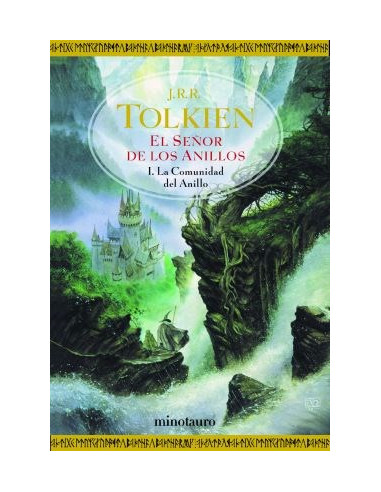 J.R.R.
TOLKIEN
EL SEÑOR
DE LOS ANILLOS
I. La Comunidad
del Anillo
minotauro